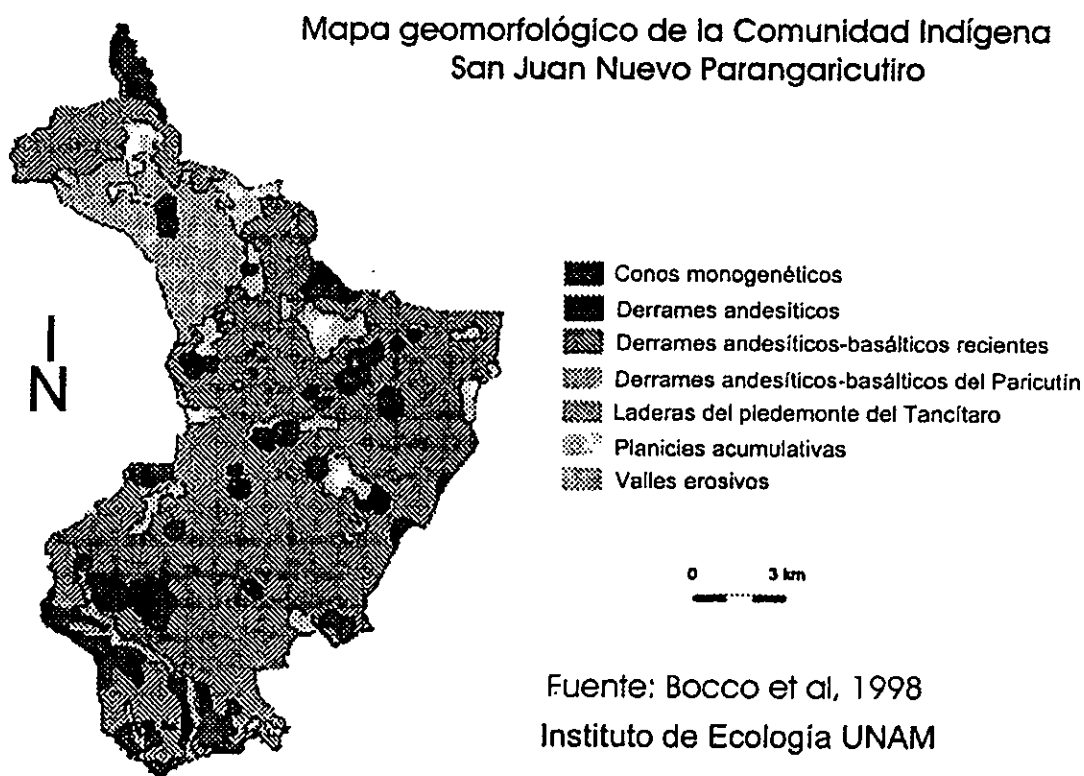 Mapa geomorfológico de la Comunidad Indígena
San Juan Nuevo Parangaricutiro
Conos monogenéticos
Derrames andesíticos
Derrames andesíticos-basálticos recientes
Derrames andesíticos-basálticos del Paricutín
Laderas del piedemonte del Tancítaro
Planicies acumulativas
Valles erosivos
N
0 3 km
Fuente: Bocco et al, 1998
Instituto de Ecología UNAM